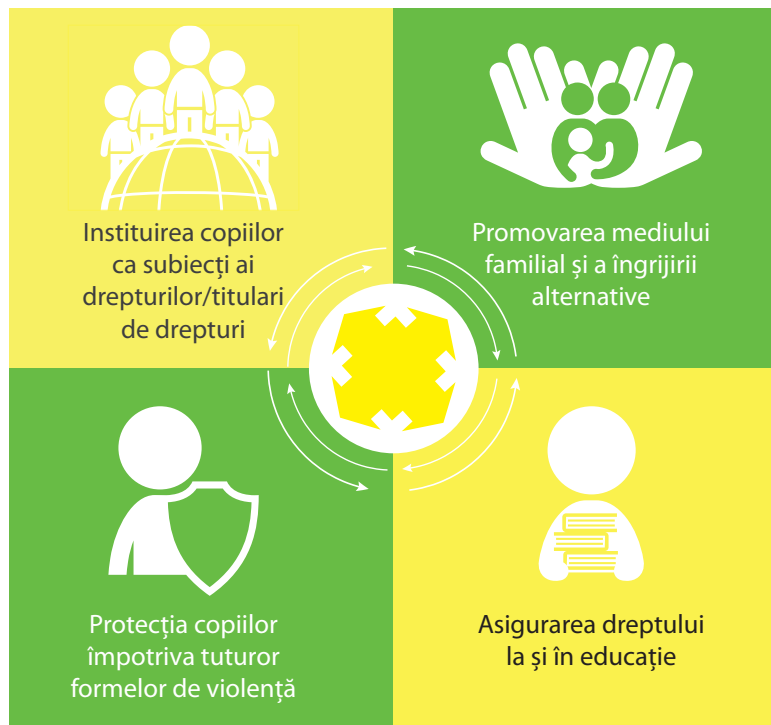 Instituirea copiilor
ca subiecți ai
drepturilor/titulari
de drepturi
Promovarea mediului
familial și a îngrijirii
alternative
Protecția copiilor
împotriva tuturor
formelor de violență
Asigurarea dreptului
la și în educație